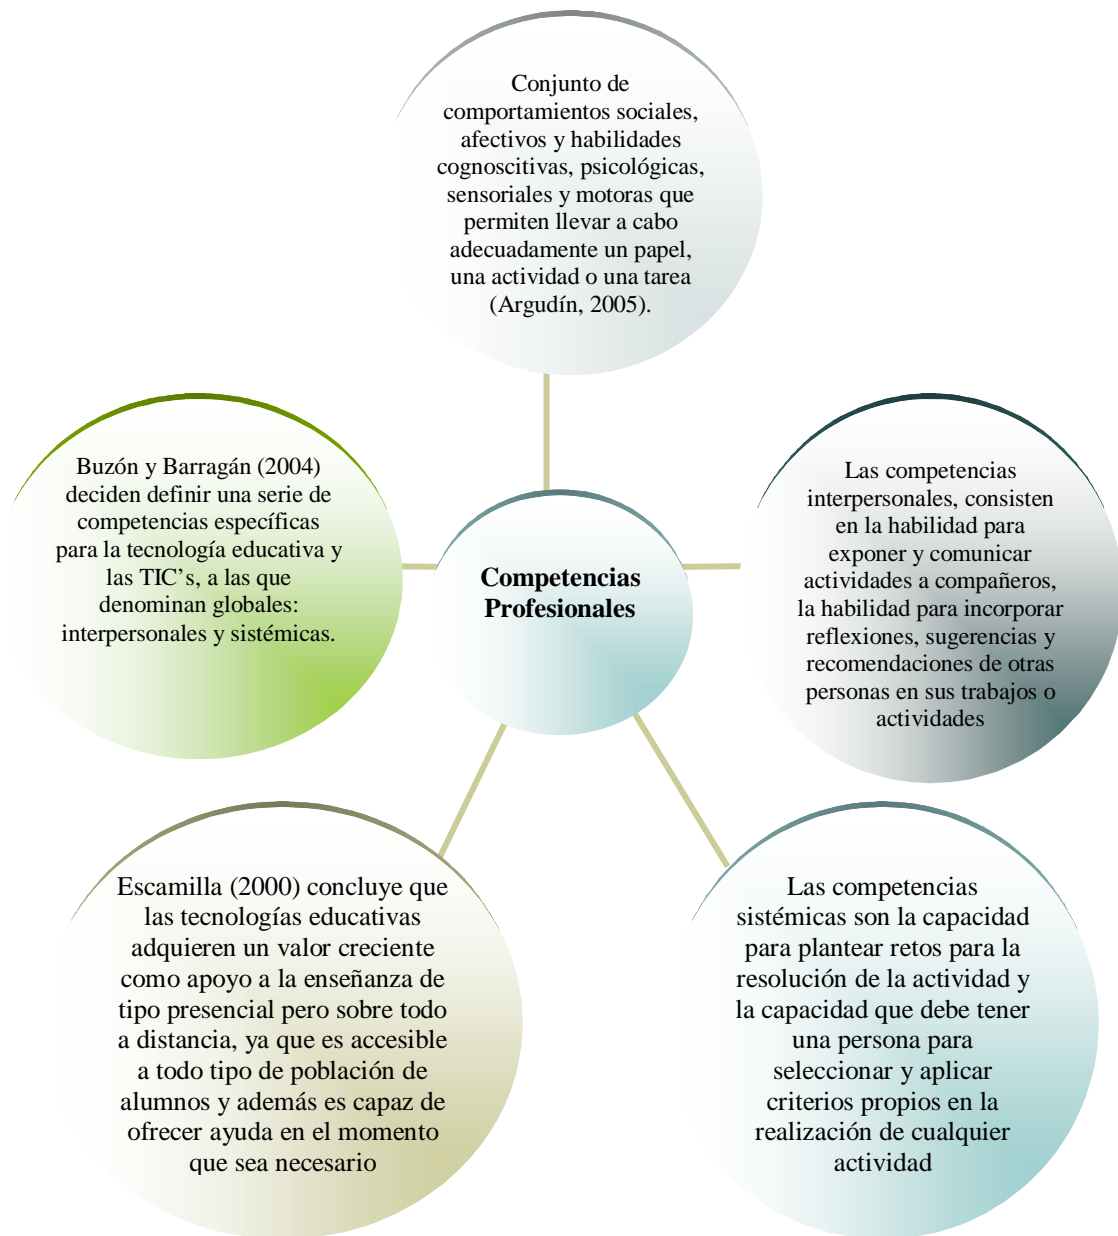 Conjunto de
comportamientos sociales,
afectivos y habilidades
cognoscitivas, psicológicas,
sensoriales y motoras que
permiten llevar a cabo
adecuadamente un papel,
una actividad o una tarea
(Argudín, 2005).
Buzón y Barragán (2004)
deciden definir una serie de
competencias específicas
para la tecnología educativa y
las TIC’s, a las que
denominan globales:
interpersonales y sistémicas.
Competencias
Profesionales
Las competencias
interpersonales, consisten
en la habilidad para
exponer y comunicar
actividades a compañeros,
la habilidad para incorporar
reflexiones, sugerencias y
recomendaciones de otras
personas en sus trabajos o
actividades
Escamilla (2000) concluye que
las tecnologías educativas
adquieren un valor creciente
como apoyo a la enseñanza de
tipo presencial pero sobre todo
a distancia, ya que es accesible
a todo tipo de población de
alumnos y además es capaz de
ofrecer ayuda en el momento
que sea necesario
Las competencias
sistémicas son la capacidad
para plantear retos para la
resolución de la actividad y
la capacidad que debe tener
una persona para
seleccionar y aplicar
criterios propios en la
realización de cualquier
actividad